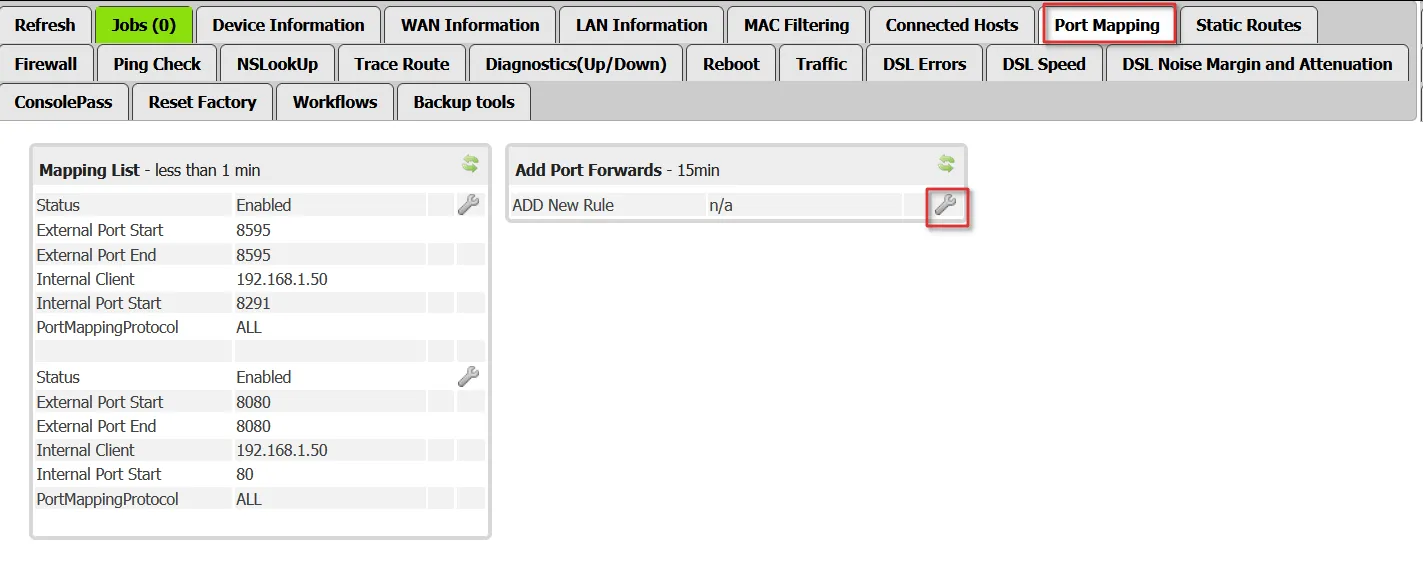 Refresh Jobs (0) Device Information WAN Information LAN Information MAC Filtering Connected Hosts Port Mapping Static Routes
Firewall Ping Check NSLookUp Trace Route Diagnostics(Up/Down) Reboot Traffic DSL Errors DSL Speed DSL Noise Margin and Attenuation
ConsolePass Reset Factory Workflows Backup tools
Mapping List - less than 1 min
Status Enabled
External Port Start 8595
External Port End 8595
Internal Client 192.168.1.50
Internal Port Start 8291
PortMappingProtocol ALL
Status Enabled
External Port Start 8080
External Port End 8080
Internal Client 192.168.1.50
Internal Port Start 80
PortMappingProtocol ALL
Add Port Forwards - 15min
ADD New Rule n/a